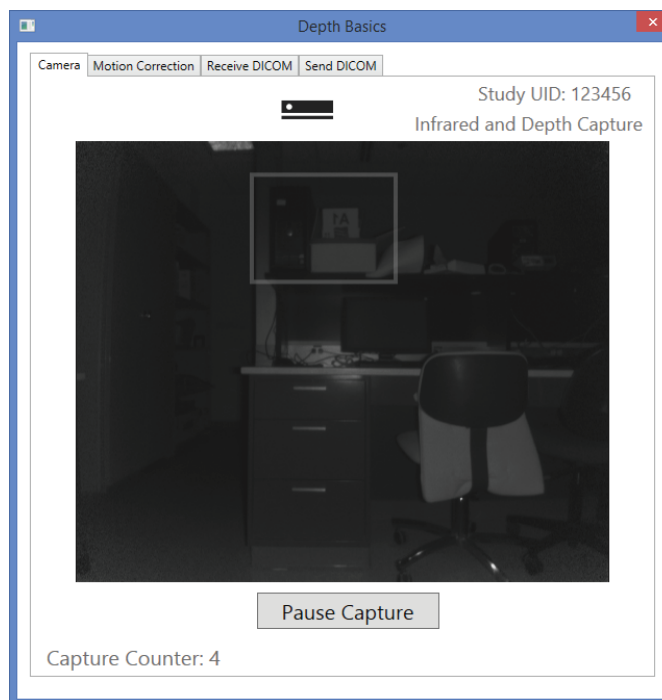 Depth Basics
Camera Motion Correction Receive DICOM Send DICOM
Study UID: 123456
Infrared and Depth Capture
Pause Capture
Capture Counter: 4